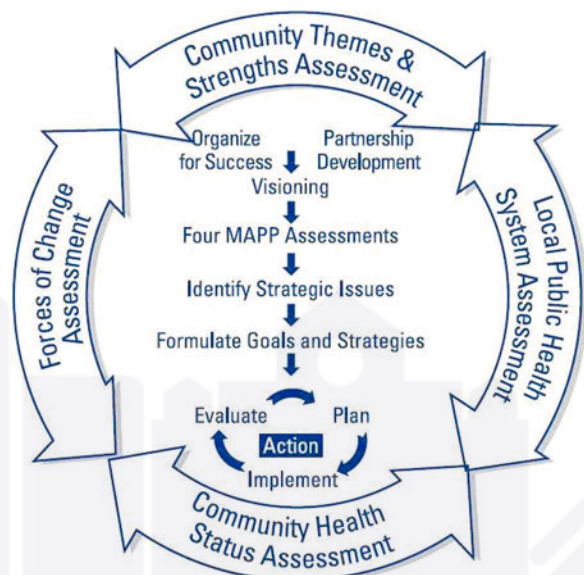 Community Themes &
Strengths Assessment
Organize
for Success
Partnership
Development
Visioning
Four MAPP Assessments
Identify Strategic Issues
Formulate Goals and Strategies
Evaluate
Plan
Action
Implement
Forces of Change
Assessment
Local Public Health
System Assessment
Community Health
Status Assessment